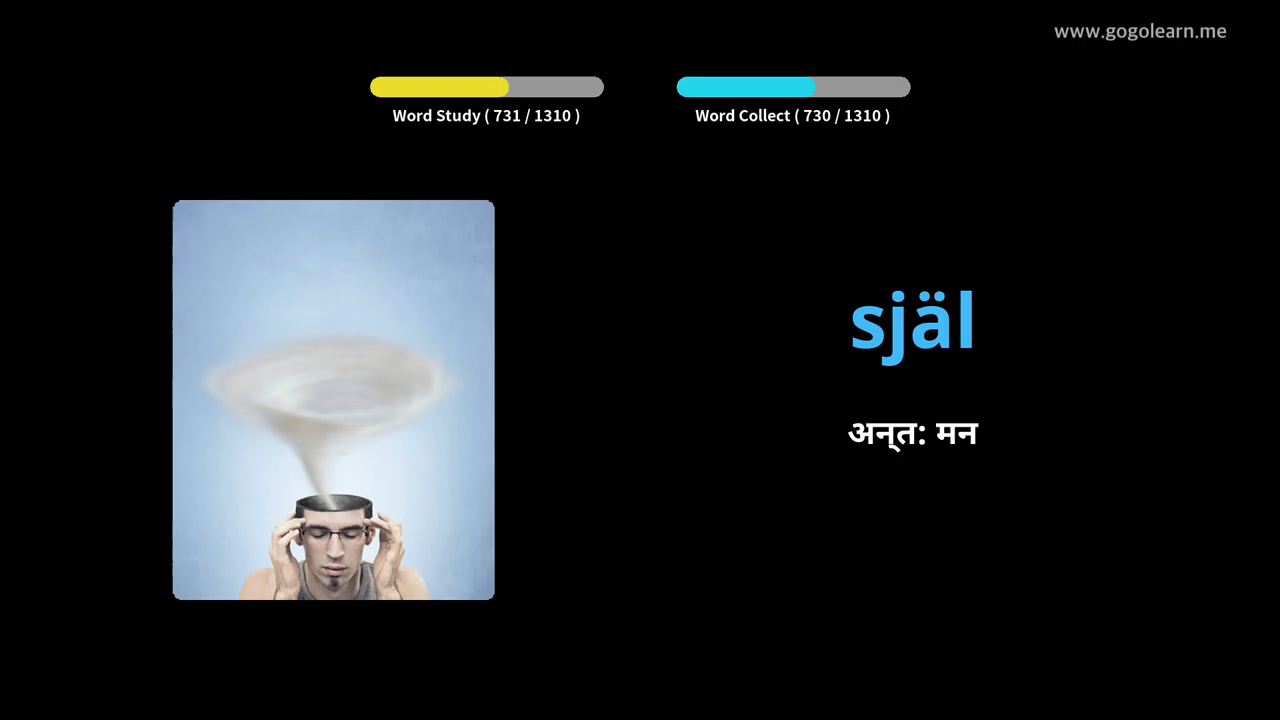 www.gogolearn.me
Word Study ( 731 / 1310 )
Word Collect ( 730 / 1310 )
själ
अन्त: मन